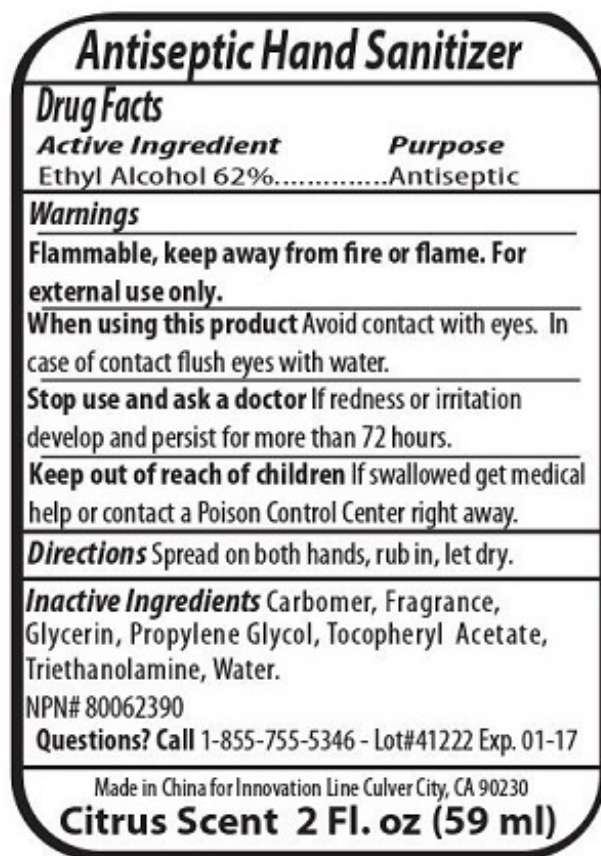 Antiseptic Hand Sanitizer
Drug Facts
Active Ingredient Purpose
Ethyl Alcohol 62%..............Antiseptic
Warnings
Flammable, keep away from fire or flame. For
external use only.
When using this product Avoid contact with eyes. In
case of contact flush eyes with water.
Stop use and ask a doctor If redness or irritation
develop and persist for more than 72 hours.
Keep out of reach of children If swallowed get medical
help or contact a Poison Control Center right away.
Directions Spread on both hands, rub in, let dry.
Inactive Ingredients Carbomer, Fragrance,
Glycerin, Propylene Glycol, Tocopheryl Acetate,
Triethanolamine, Water.
NPN# 80062390
Questions? Call 1-855-755-5346 - Lot#41222 Exp. 01-17
Made in China for Innovation Line Culver City, CA 90230
Citrus Scent 2 Fl. oz (59 ml)